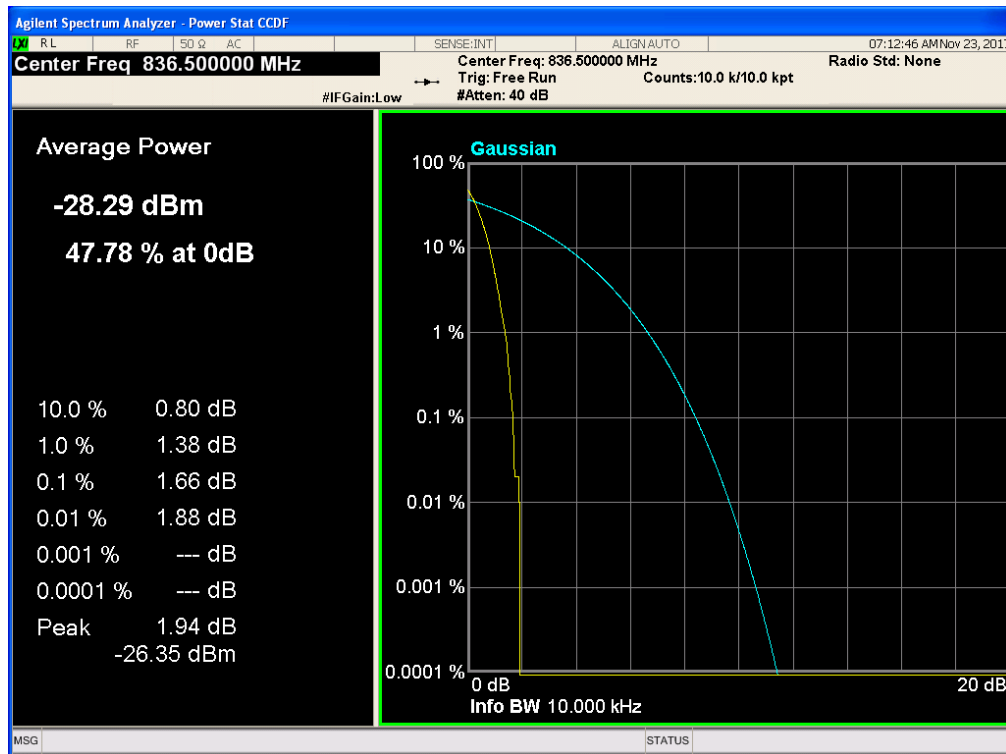 Agilent Spectrum Analyzer - Power Stat CCDF
LXI RL RF 50 Ω AC SENSE:INT ALIGN AUTO 07:12:46 AM Nov 23, 2017
Center Freq 836.500000 MHz
Center Freq: 836.500000 MHz Radio Std: None
Trig: Free Run Counts:10.0 k/10.0 kpt
#IFGain:Low #Atten: 40 dB
Average Power
-28.29 dBm
47.78 % at 0dB
10.0 % 0.80 dB
1.0 % 1.38 dB
0.1 % 1.66 dB
0.01 % 1.88 dB
0.001 % --- dB
0.0001 % --- dB
Peak 1.94 dB
-26.35 dBm
Gaussian
100 %
10 %
1 %
0.1 %
0.01 %
0.001 %
0.0001 %
0 dB 20 dB
Info BW 10.000 kHz
MSG STATUS